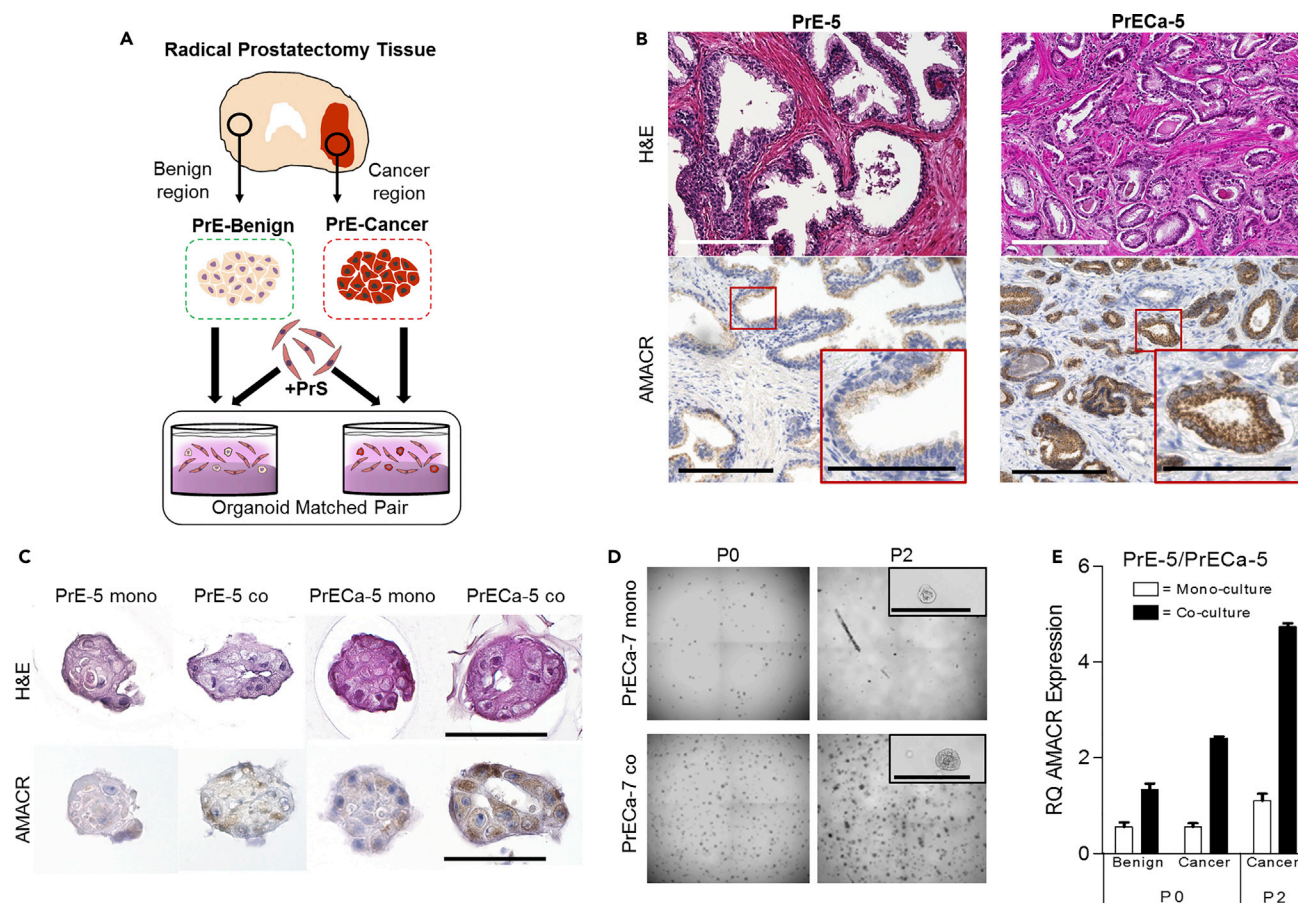 A
Radical Prostatectomy Tissue
Benign
region
Cancer
region
PrE-Benign
PrE-Cancer
+PrS
Organoid Matched Pair
B
PrE-5
PrECa-5
H&E
AMACR
C
PrE-5 mono
PrE-5 co
PrECa-5 mono
PrECa-5 co
H&E
AMACR
D
P0
P2
PrECa-7 mono
PrECa-7 co
E
PrE-5/PrECa-5
= Mono-culture
= Co-culture
RQ AMACR Expression
6
4
2
0
Benign
Cancer
Cancer
P0
P2